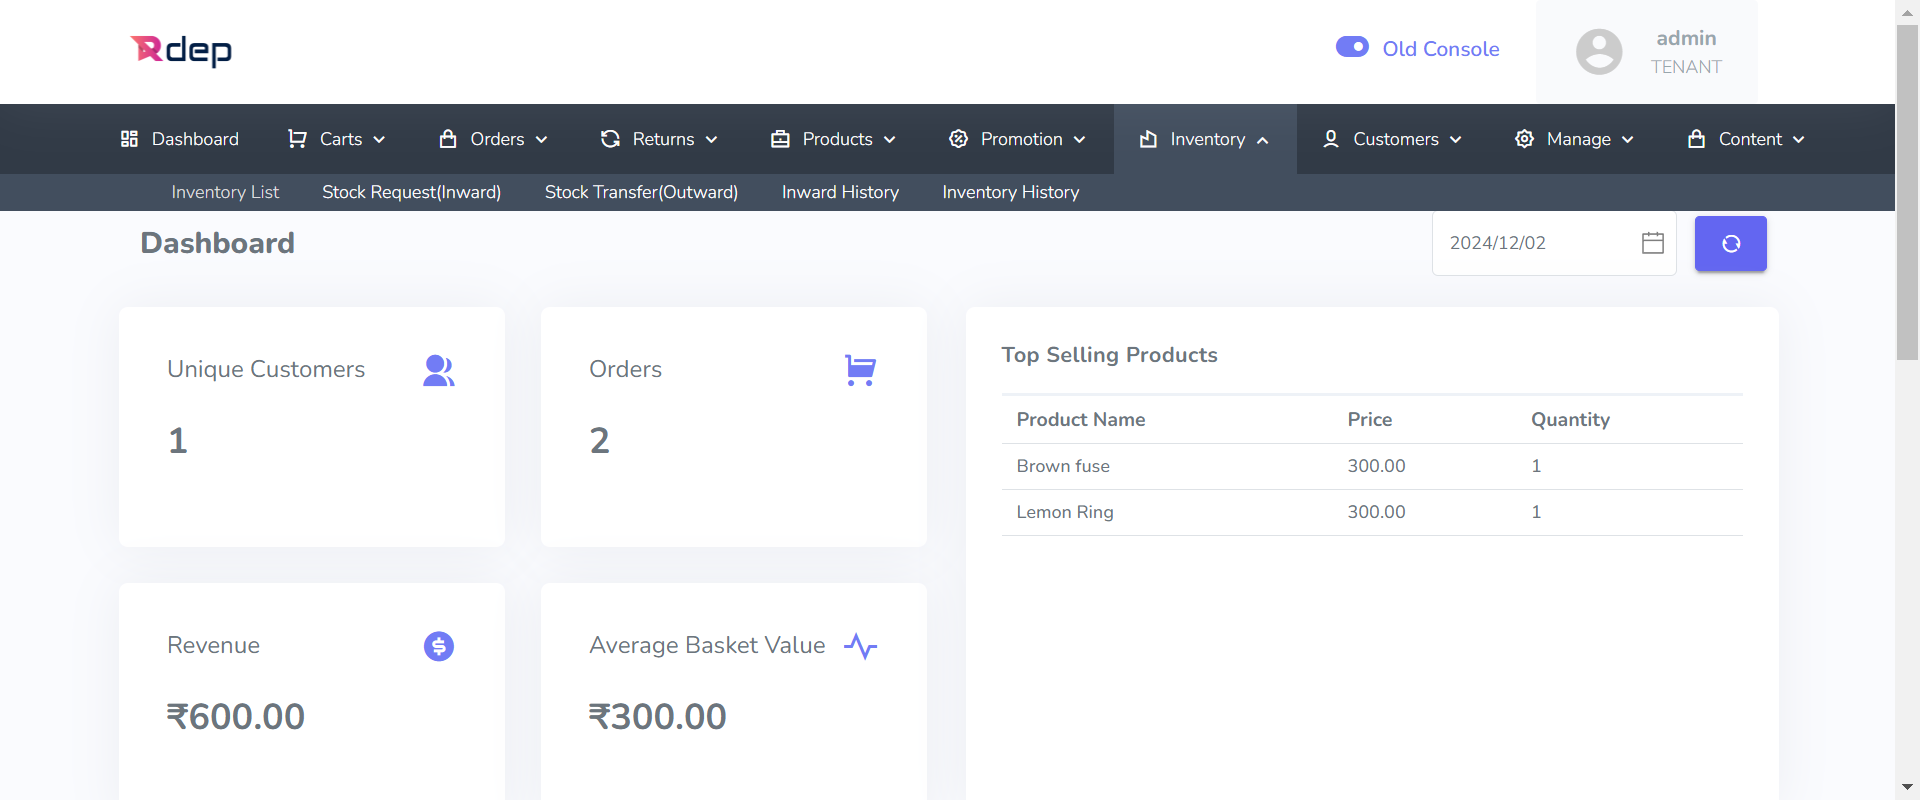 Rdep
Old Console
admin
TENANT
Dashboard Carts Orders Returns Products Promotion Inventory Customers Manage Content
Inventory List Stock Request(Inward) Stock Transfer(Outward) Inward History Inventory History
Dashboard
2024/12/02
Unique Customers
1
Orders
2
Top Selling Products
Product Name Price Quantity
Brown fuse 300.00 1
Lemon Ring 300.00 1
Revenue
₹600.00
Average Basket Value
₹300.00